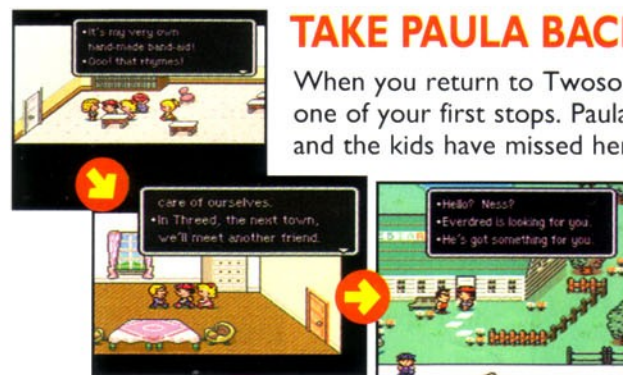 TAKE PAULA BAC
When you return to Twoso
one of your first stops. Paula
and the kids have missed her
•It's my very own
hand-made band-aid!
•Ooo! that rhymes!
care of ourselves.
•In Threed, the next town,
we'll meet another friend.
•Hello? Ness?
•Everdred is looking for you.
•He's got something for you.